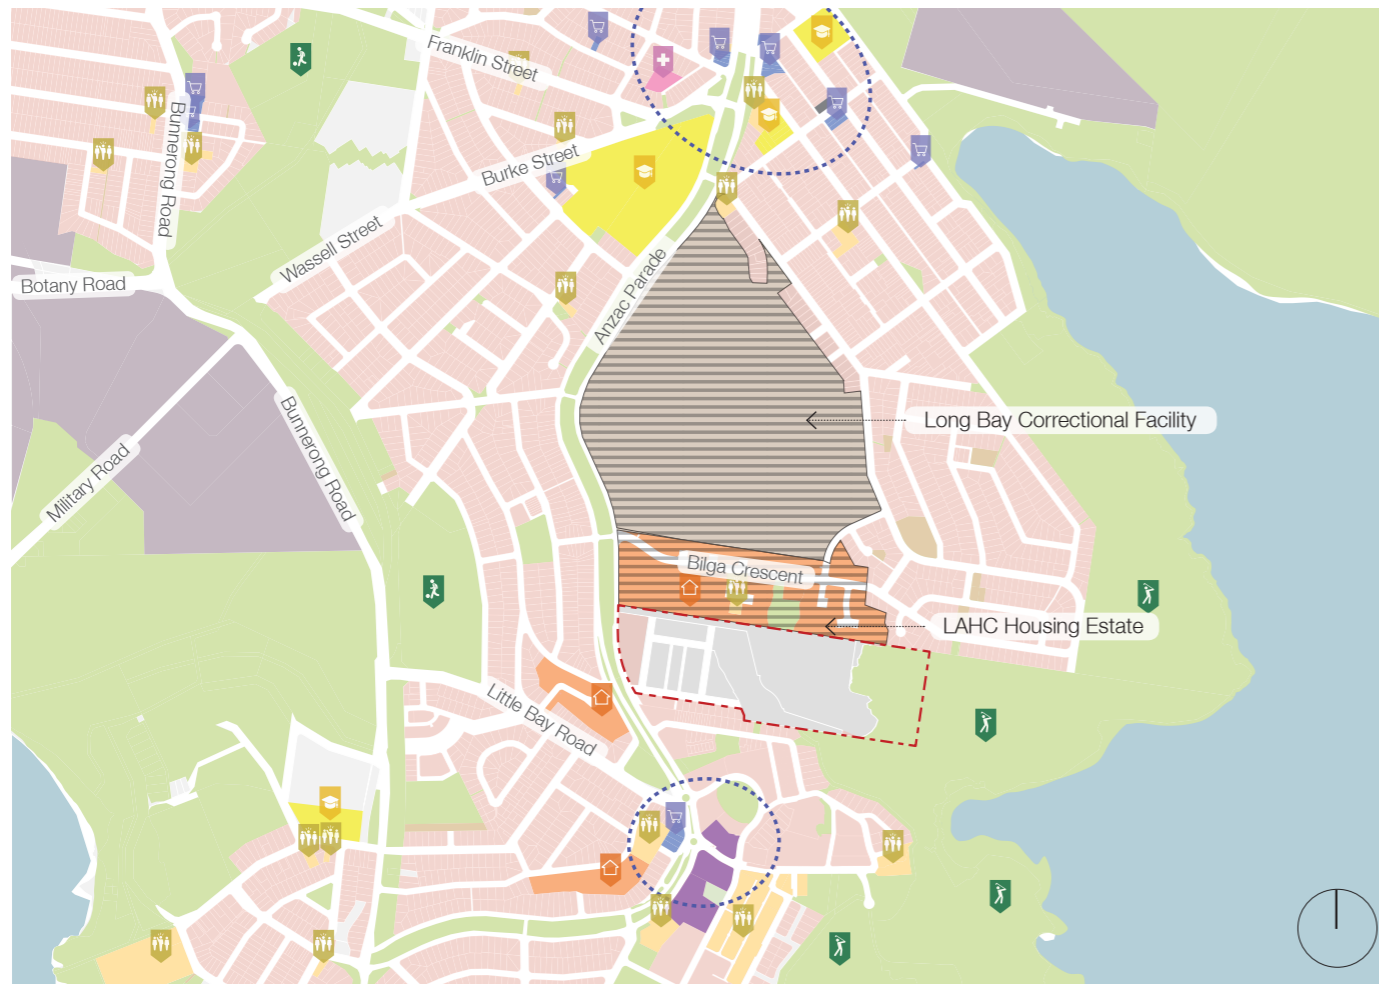 Franklin Street
Bunnerong Road
Burke Street
Wassell Street
Botany Road
Anzac Parade
Bunnerong Road
Military Road
Long Bay Correctional Facility
Bilga Crescent
LAHC Housing Estate
Little Bay Road